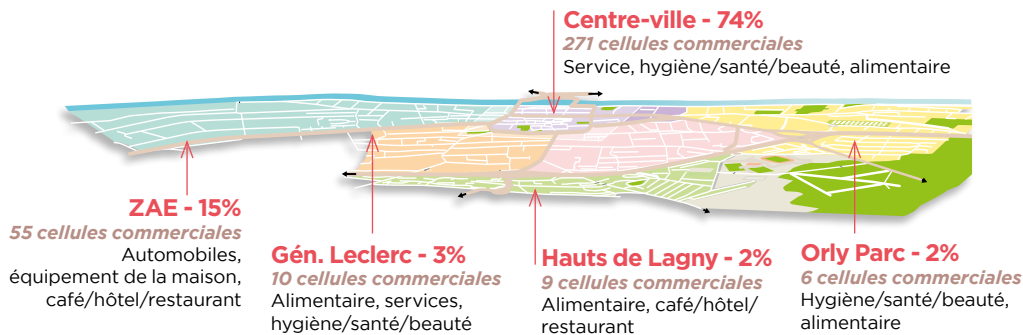 Centre-ville - 74%
271 cellules commerciales
Service, hygiène/santé/beauté, alimentaire
ZAE - 15%
55 cellules commerciales
Automobiles,
équipement de la maison,
café/hôtel/restaurant
Gén. Leclerc - 3%
10 cellules commerciales
Alimentaire, services,
hygiène/santé/beauté
Hauts de Lagny - 2%
9 cellules commerciales
Alimentaire, café/hôtel/
restaurant
Orly Parc - 2%
6 cellules commerciales
Hygiène/santé/beauté,
alimentaire